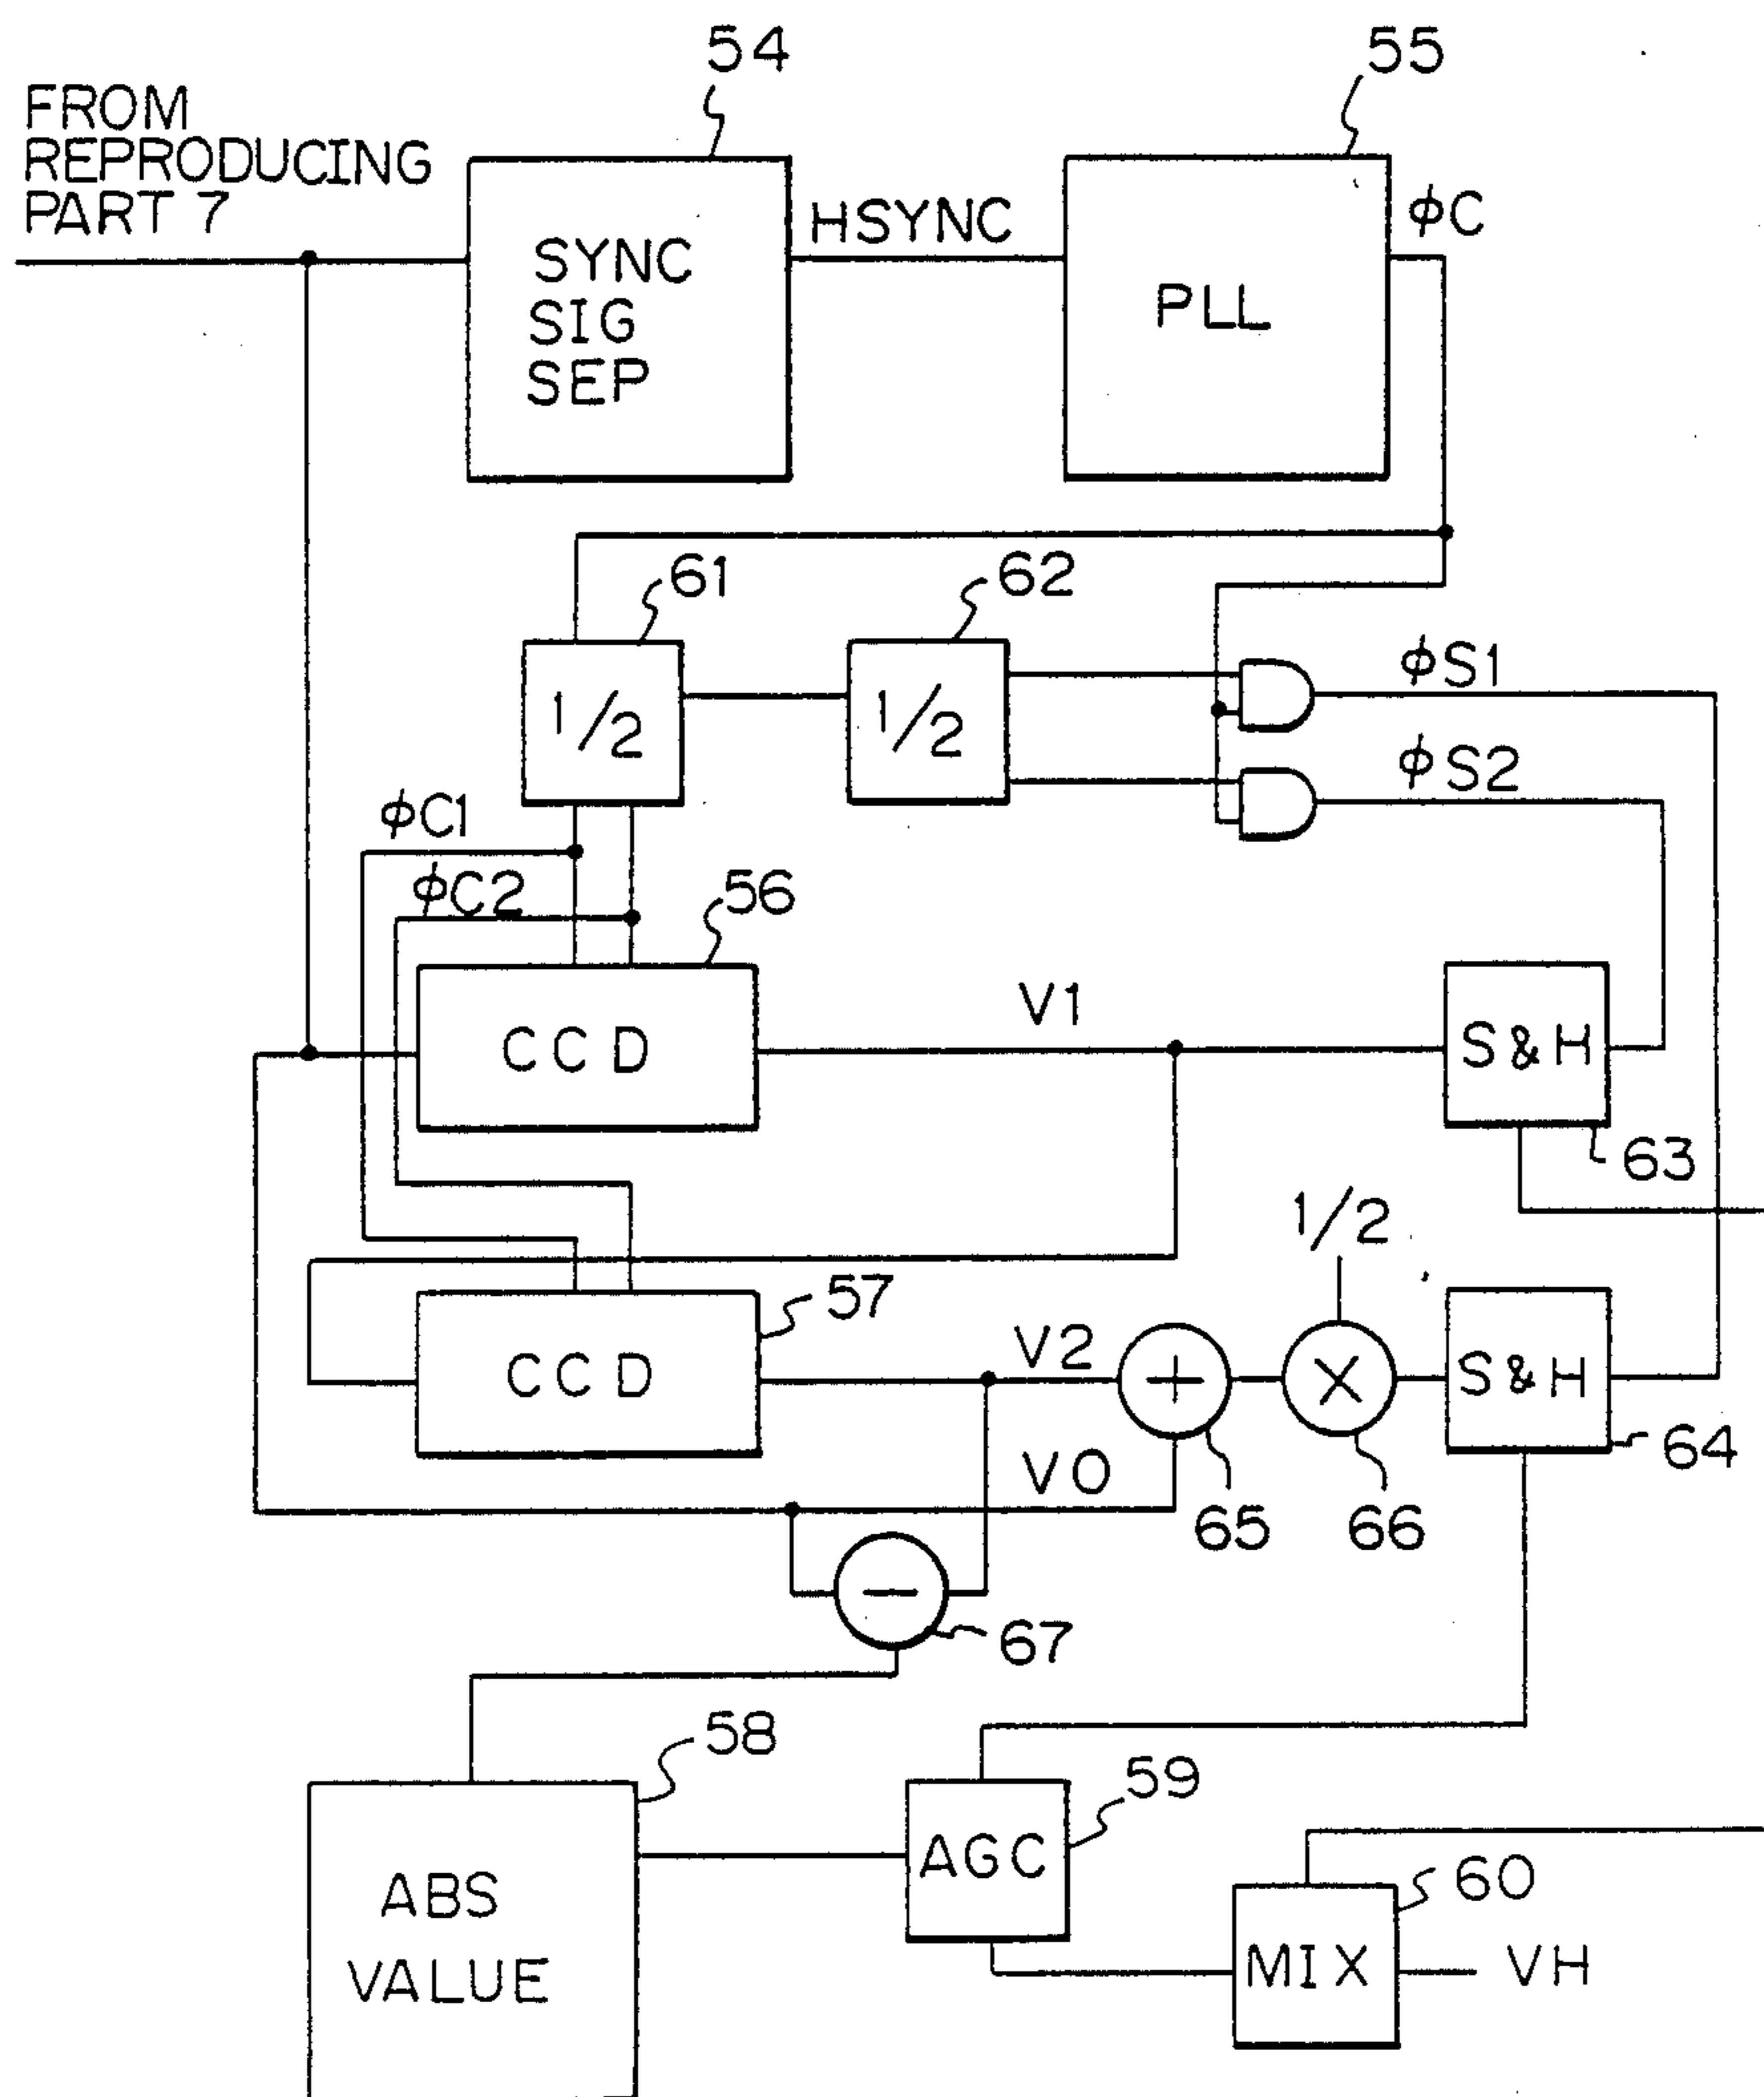 54
55
FROM
REPRODUCING
PART 7
HSYNC
φC
SYNC
SIG
SEP
PLL
61
62
φS1
1/2
1/2
φS2
φC1
φC2
56
V1
CCD
S & H
63
1/2
57
V2
CCD
S & H
64
V0
65
66
67
58
59
AGC
60
ABS
VALUE
MIX
VH